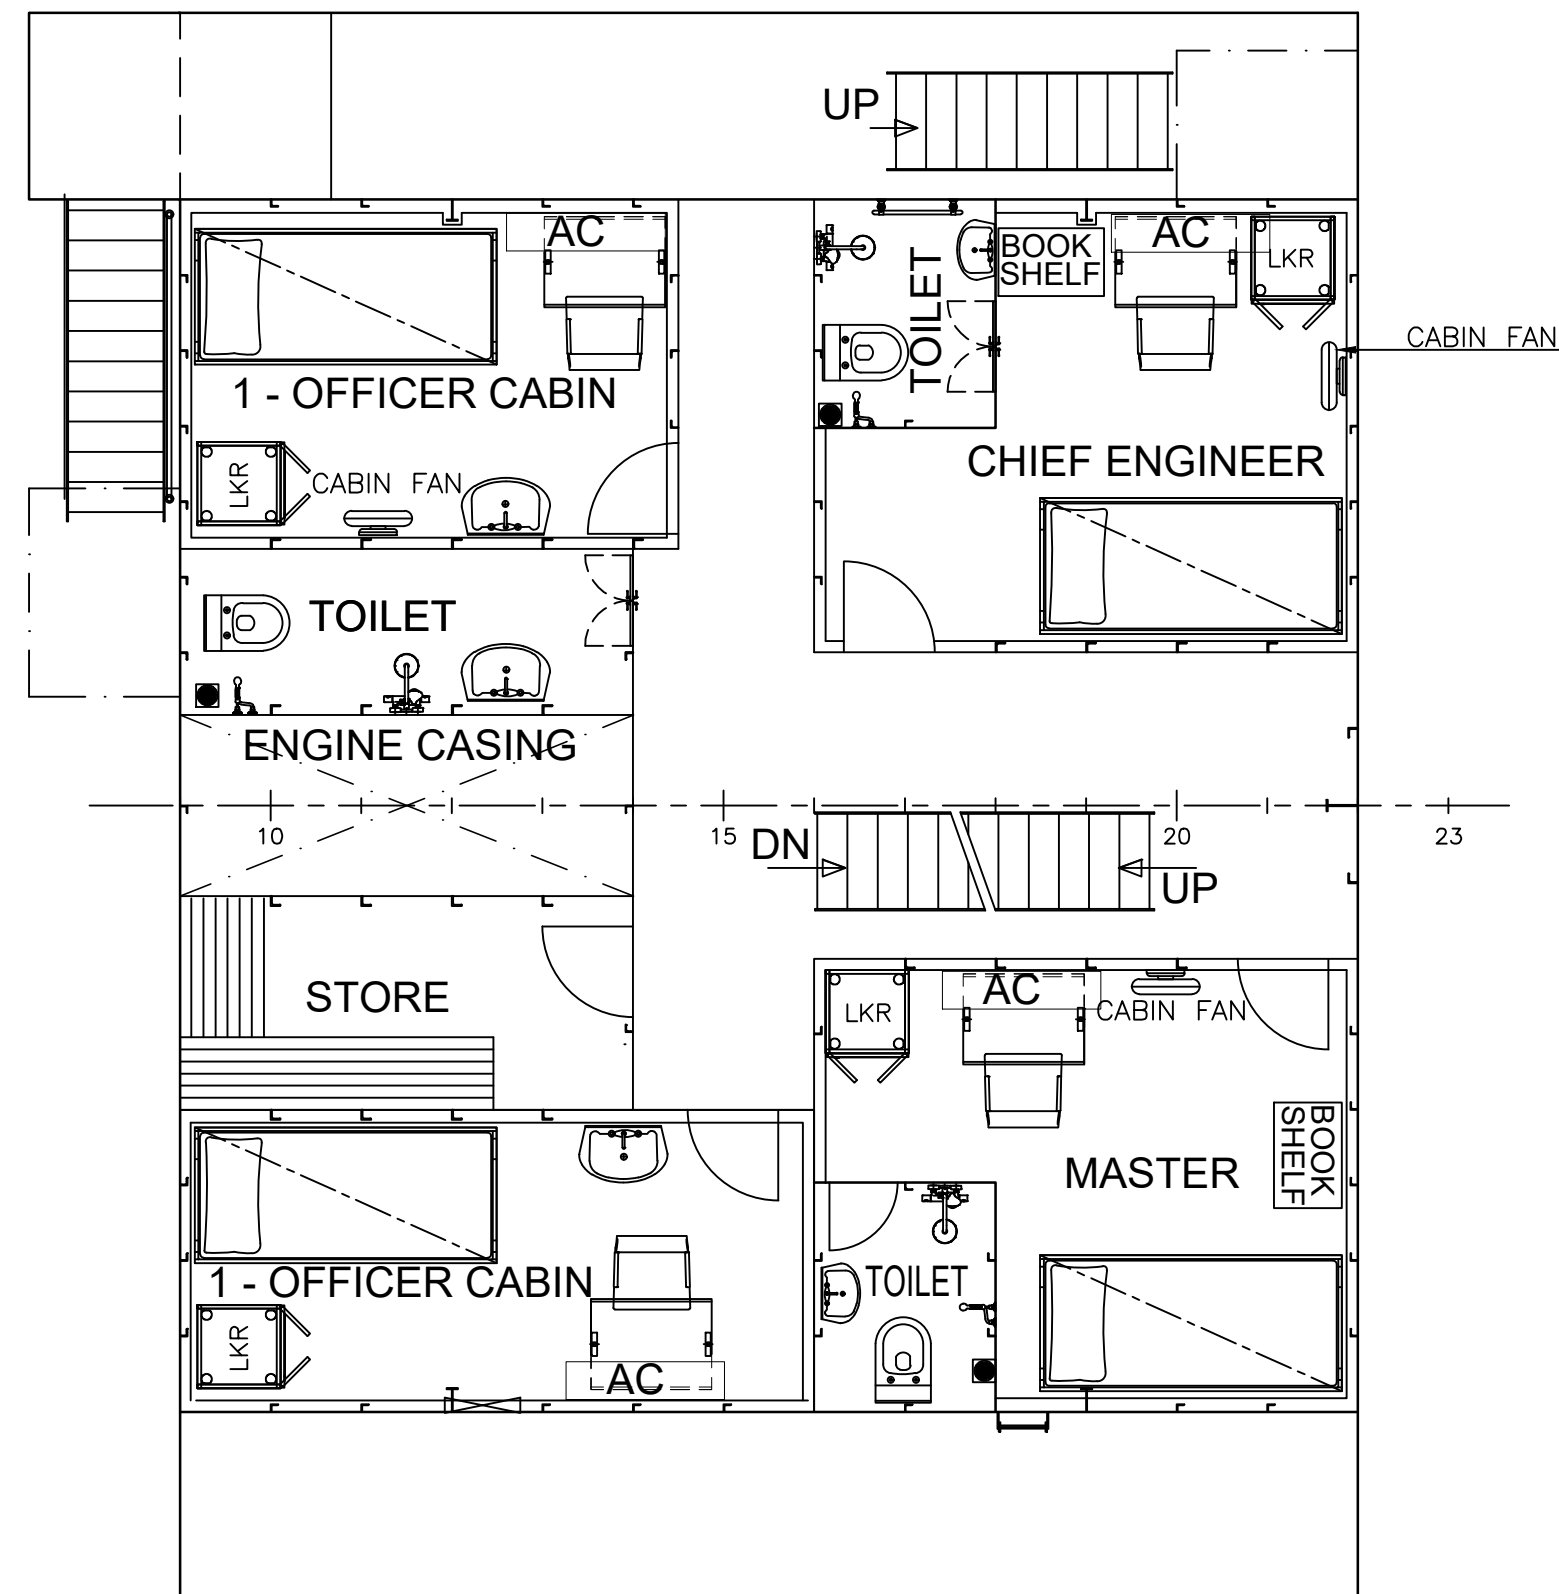 UP
AC
BOOK
SHELF
AC
LKR
TOILET
CABIN FAN
1 - OFFICER CABIN
CHIEF ENGINEER
LKR
CABIN FAN
TOILET
ENGINE CASING
10
15
20
23
DN
UP
STORE
LKR
AC
CABIN FAN
BOOK
SHELF
MASTER
1 - OFFICER CABIN
TOILET
LKR
AC